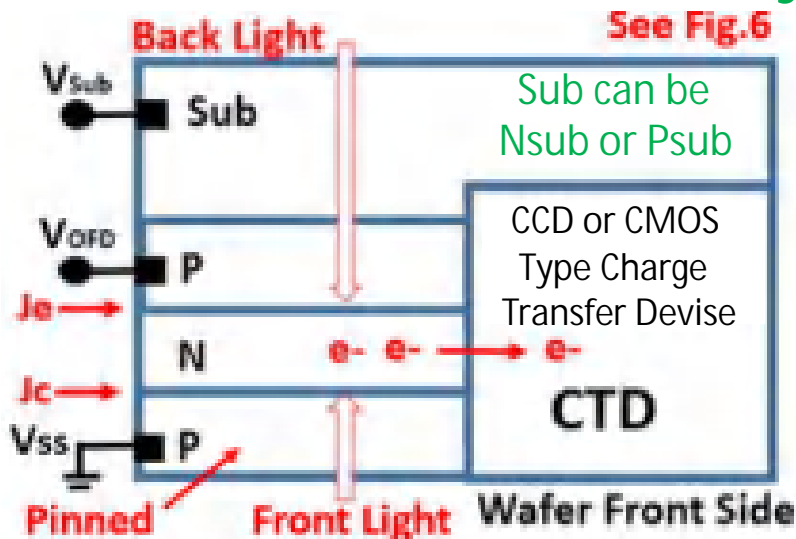 Back Light
See Fig.6
VSub
Sub
Sub can be
Nsub or Psub
VOFD
P
CCD or CMOS
Type Charge
Transfer Devise
Je
N
e- e-
e-
Jc
CTD
Vss
P
Pinned
Front Light
Wafer Front Side